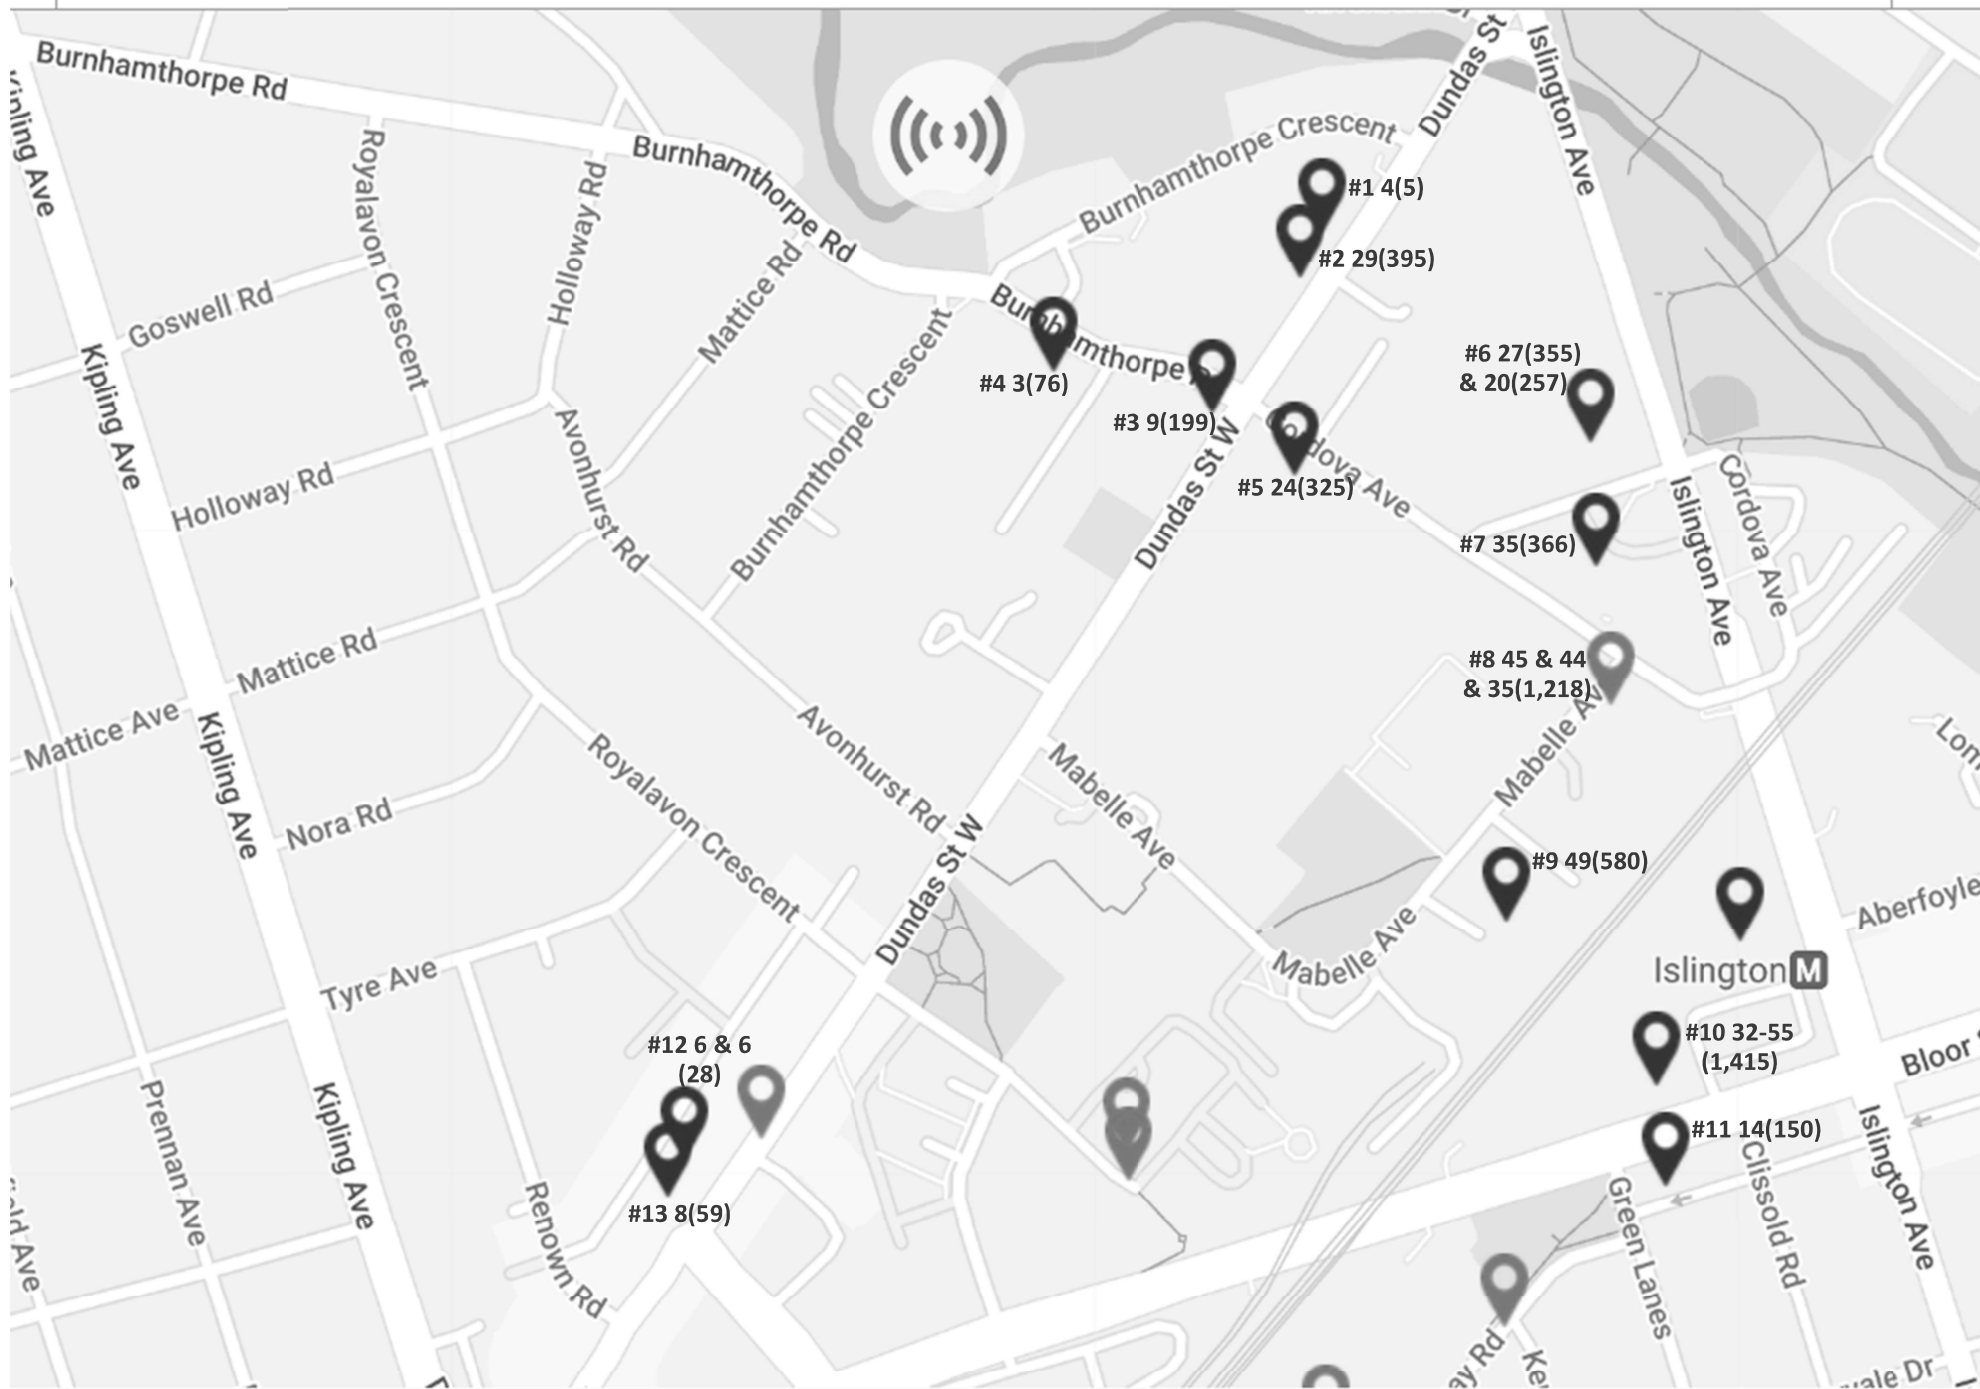 Dundas St
Islington Ave
Burnhamthorpe Rd
Kipling Ave
Royalavon Crescent
Holloway Rd
Burnhamthorpe Rd
Burnhamthorpe Crescent
#1 4(5)
#2 29(395)
Mattice Rd
Goswell Rd
Burnhamthorpe
#4 3(76)
#3 9(199)
#5 24(325)
Cordova Ave
#6 27(355)
& 20(257)
Kipling Ave
Holloway Rd
Avonhurst Rd
Burnhamthorpe Crescent
Dundas St W
#7 35(366)
Islington Ave
Cordova Ave
Mattice Rd
Mattice Ave
#8 45 & 44
& 35(1,218)
Mabelle Av
Kipling Ave
Nora Rd
Royalavon Crescent
Avonhurst Rd
Mabelle Ave
Dundas St W
#9 49(580)
Mabelle Ave
Aberfoyle
Islington M
Tyre Ave
#12 6 & 6
(28)
#10 32-55
(1,415)
Bloor
#11 14(150)
#13 8(59)
Prennan Ave
Kipling Ave
Renown Rd
Green Lanes
Clissold Rd
Islington Ave